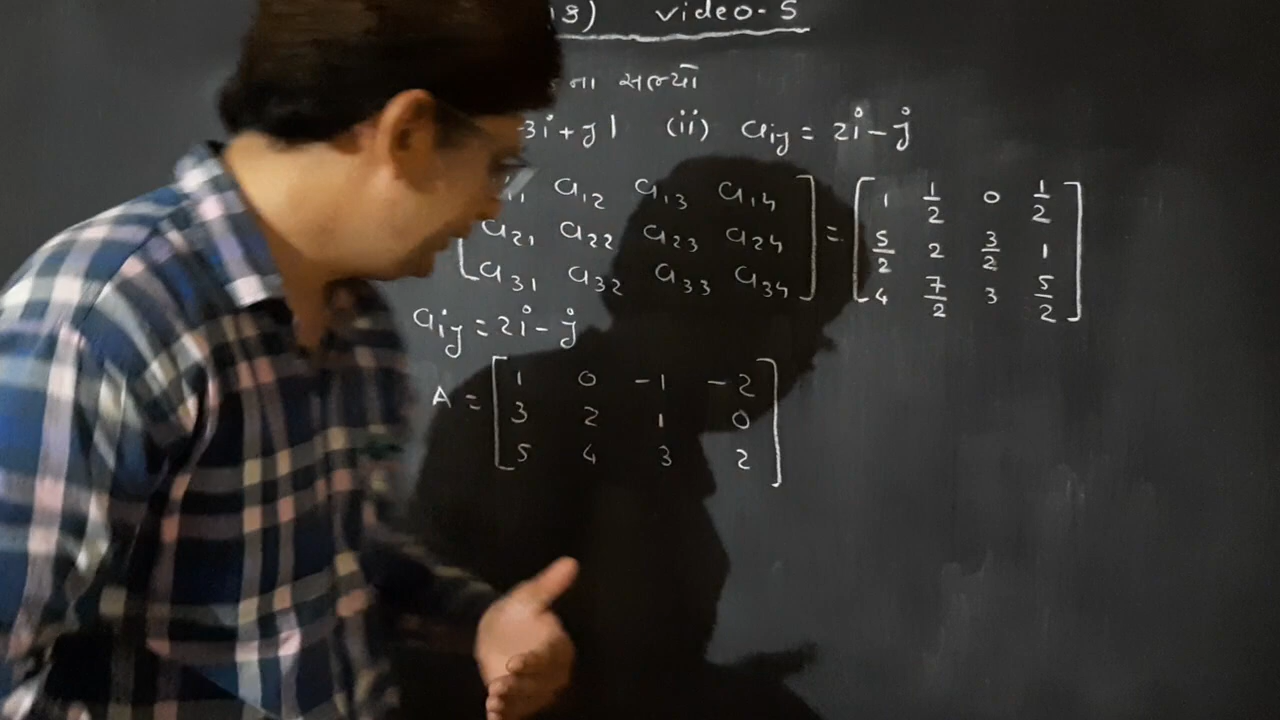 3) video-5
ના સભ્યો
-3i+j| (ii) aij = 2i-j
a12 a13 a14 ] = [ 1 1/2 0 1/2
a21 a22 a23 a24 5/2 2 3/2 1
a31 a32 a33 a34 ] 4 7/2 3 5/2 ]
aij = 2i-j
A = [ 1 0 -1 -2
3 2 1 0
5 4 3 2 ]